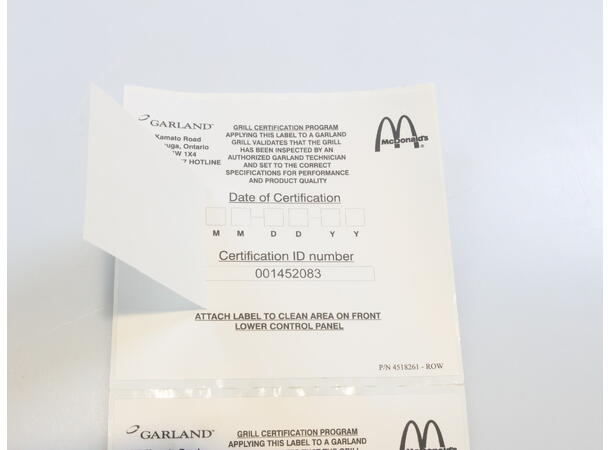 GARLAND
Kamato Road
Ontario
1X4
HOTLINE
GRILL CERTIFICATION PROGRAM
APPLYING THIS LABEL TO A GARLAND
GRILL VALIDATES THAT THE GRILL
HAS BEEN INSPECTED BY AN
AUTHORIZED GARLAND TECHNICIAN
AND SET TO THE CORRECT
SPECIFICATIONS FOR PERFORMANCE
AND PRODUCT QUALITY
McDonald's®
Date of Certification
M M D D Y Y
Certification ID number
001452083
ATTACH LABEL TO CLEAN AREA ON FRONT
LOWER CONTROL PANEL
P/N 4518261 - ROW
GARLAND
GRILL CERTIFICATION PROGRAM
APPLYING THIS LABEL TO A GARLAND